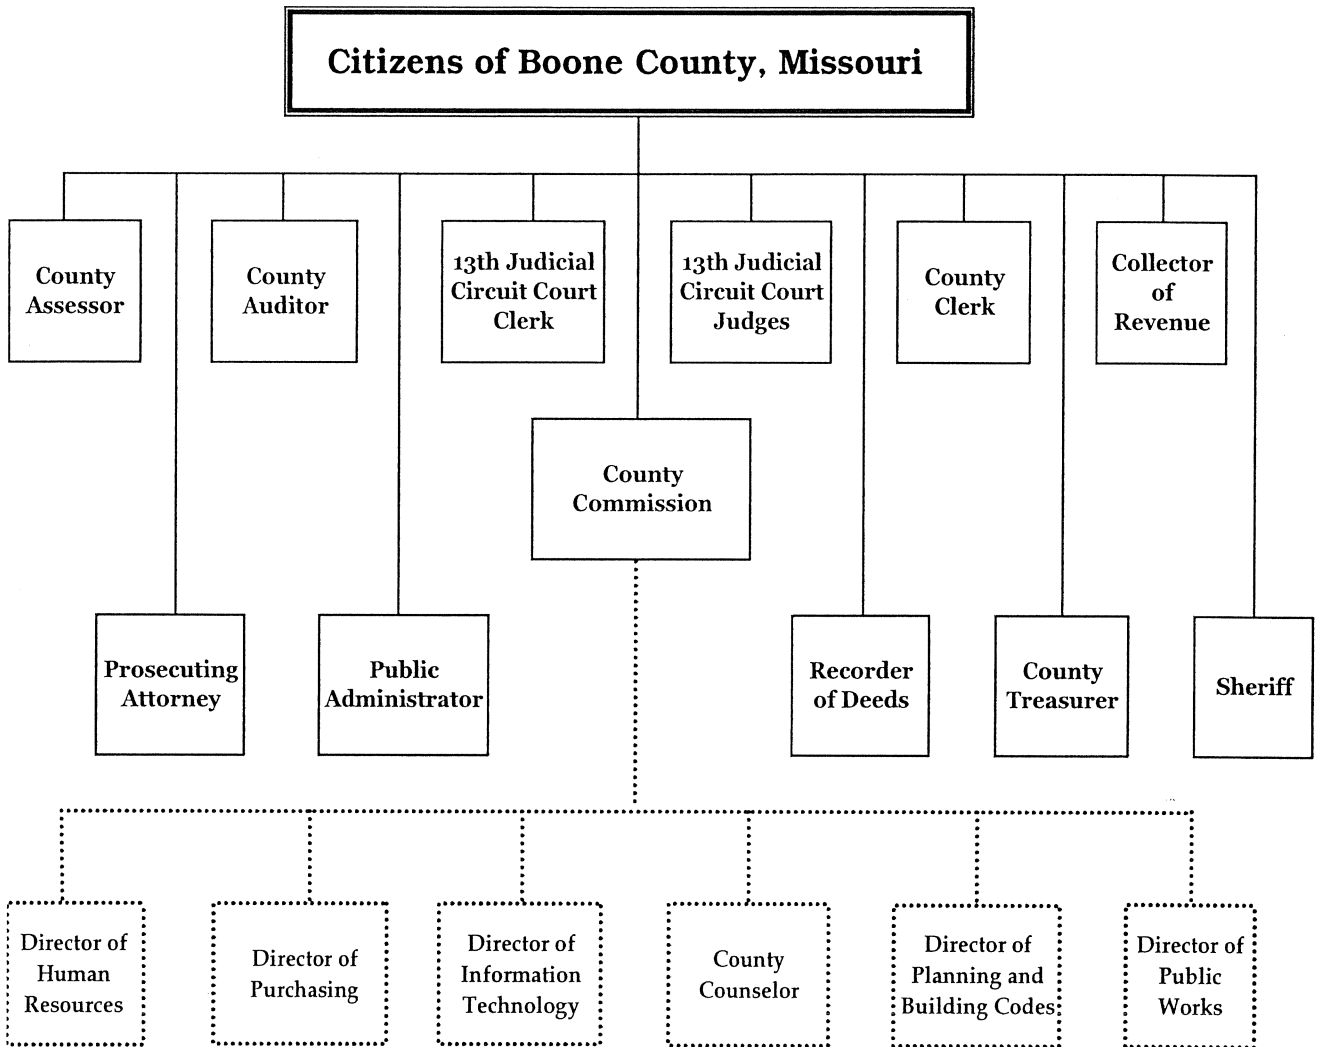 Citizens of Boone County, Missouri
County
Assessor
County
Auditor
13th Judicial
Circuit Court
Clerk
13th Judicial
Circuit Court
Judges
County
Clerk
Collector
of
Revenue
County
Commission
Prosecuting
Attorney
Public
Administrator
Recorder
of Deeds
County
Treasurer
Sheriff
Director of
Human
Resources
Director of
Purchasing
Director of
Information
Technology
County
Counselor
Director of
Planning and
Building Codes
Director of
Public
Works